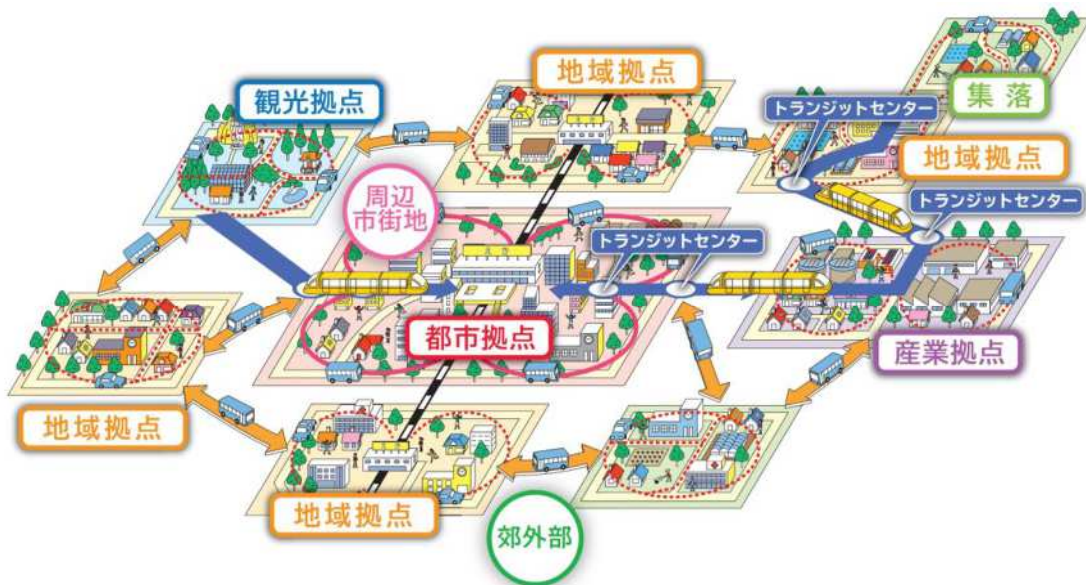 地域拠点
観光拠点
トランジットセンター
集落
地域拠点
周辺
市街地
トランジットセンター
トランジットセンター
都市拠点
産業拠点
地域拠点
地域拠点
郊外部